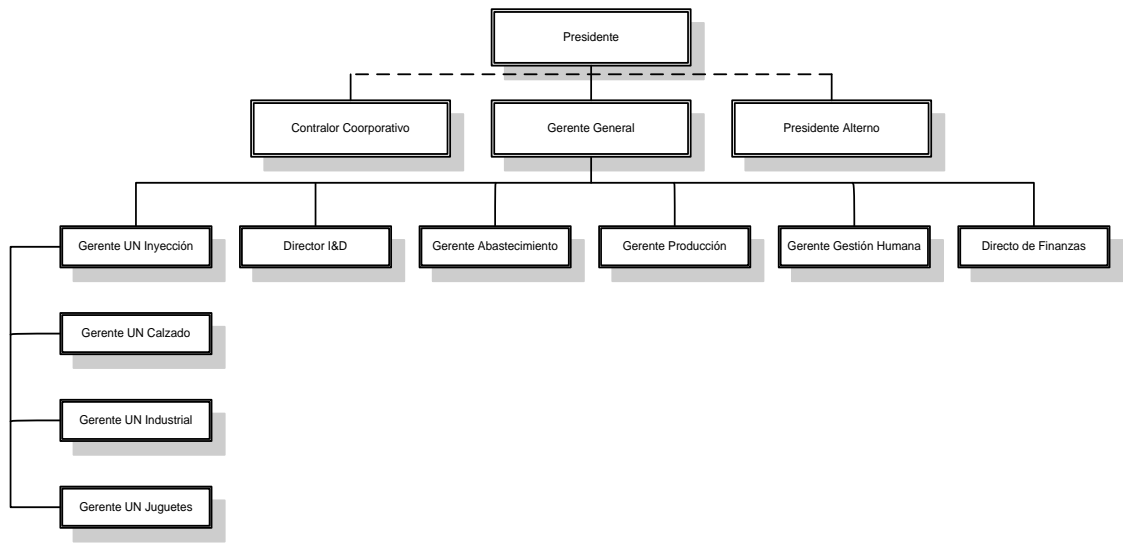 Presidente
Contralor Coorporativo
Gerente General
Presidente Alterno
Gerente UN Inyección
Director I&D
Gerente Abastecimiento
Gerente Producción
Gerente Gestión Humana
Directo de Finanzas
Gerente UN Calzado
Gerente UN Industrial
Gerente UN Juguetes